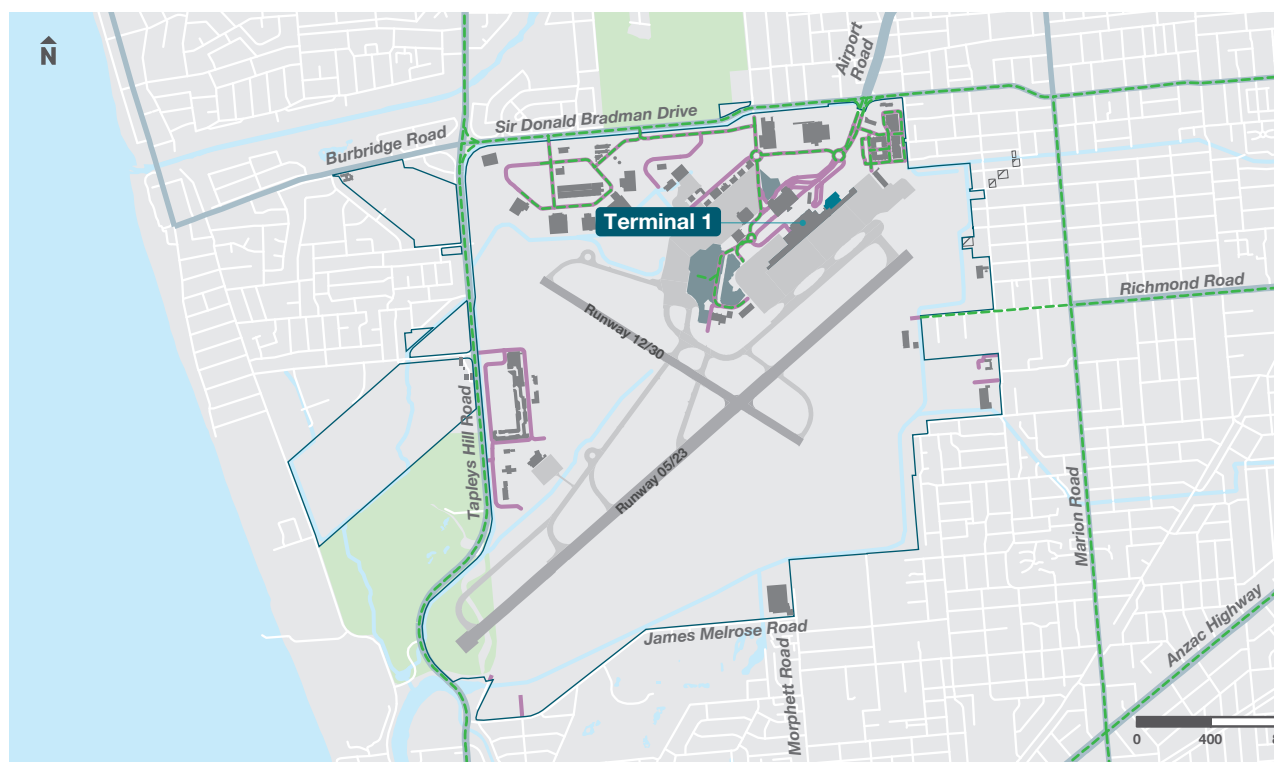 N
Airport
Road
Sir Donald Bradman Drive
Burbridge Road
Terminal 1
Richmond Road
Runway 12/30
Tapleys Hill Road
Runway 05/23
Marion Road
Anzac Highway
James Melrose Road
Morphett Road
0 400